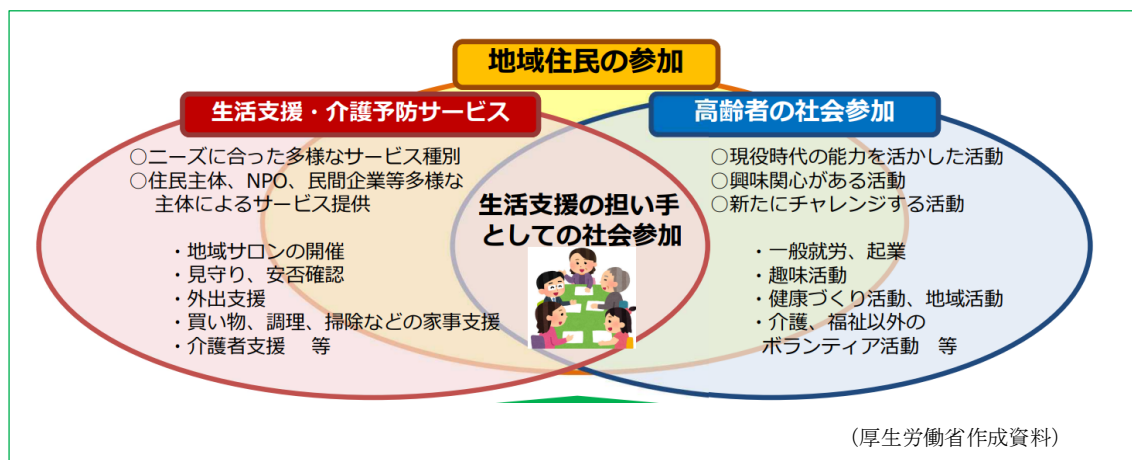 地域住民の参加
生活支援・介護予防サービス
○ニーズに合った多様なサービス種別
○住民主体、NPO、民間企業等多様な
主体によるサービス提供
・地域サロンの開催
・見守り、安否確認
・外出支援
・買い物、調理、掃除などの家事支援
・介護者支援　等
生活支援の担い手
としての社会参加
高齢者の社会参加
○現役時代の能力を活かした活動
○興味関心がある活動
○新たにチャレンジする活動
・一般就労、起業
・趣味活動
・健康づくり活動、地域活動
・介護、福祉以外の
ボランティア活動　等
（厚生労働省作成資料）